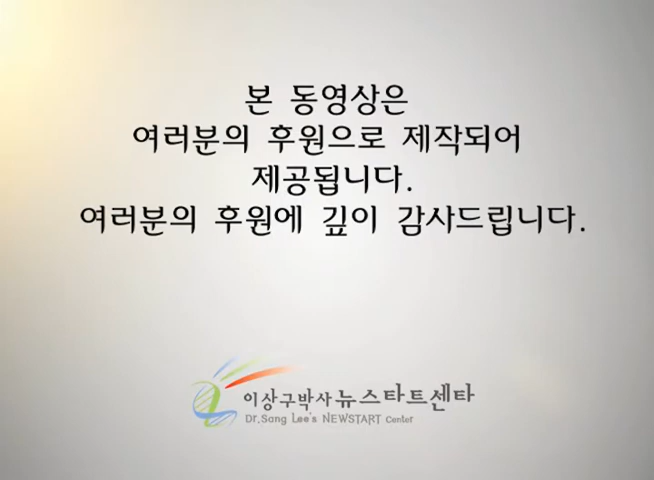 본 동영상은
여러분의 후원으로 제작되어
제공됩니다.
여러분의 후원에 깊이 감사드립니다.
이상구박사 뉴스타트센타
Dr.Sang Lee's NEWSTART Center